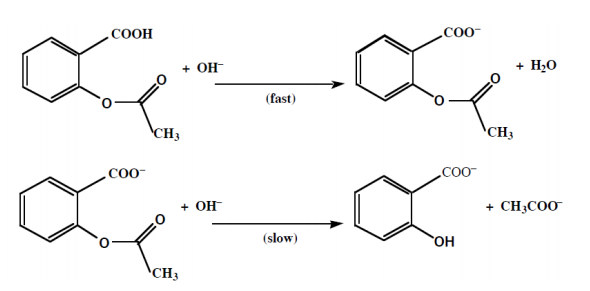 COOH
+ OH⁻
(fast)
O
O
CH₃
COO⁻
+ H₂O
O
O
CH₃
COO⁻
+ OH⁻
(slow)
O
O
CH₃
COO⁻
+ CH₃COO⁻
OH